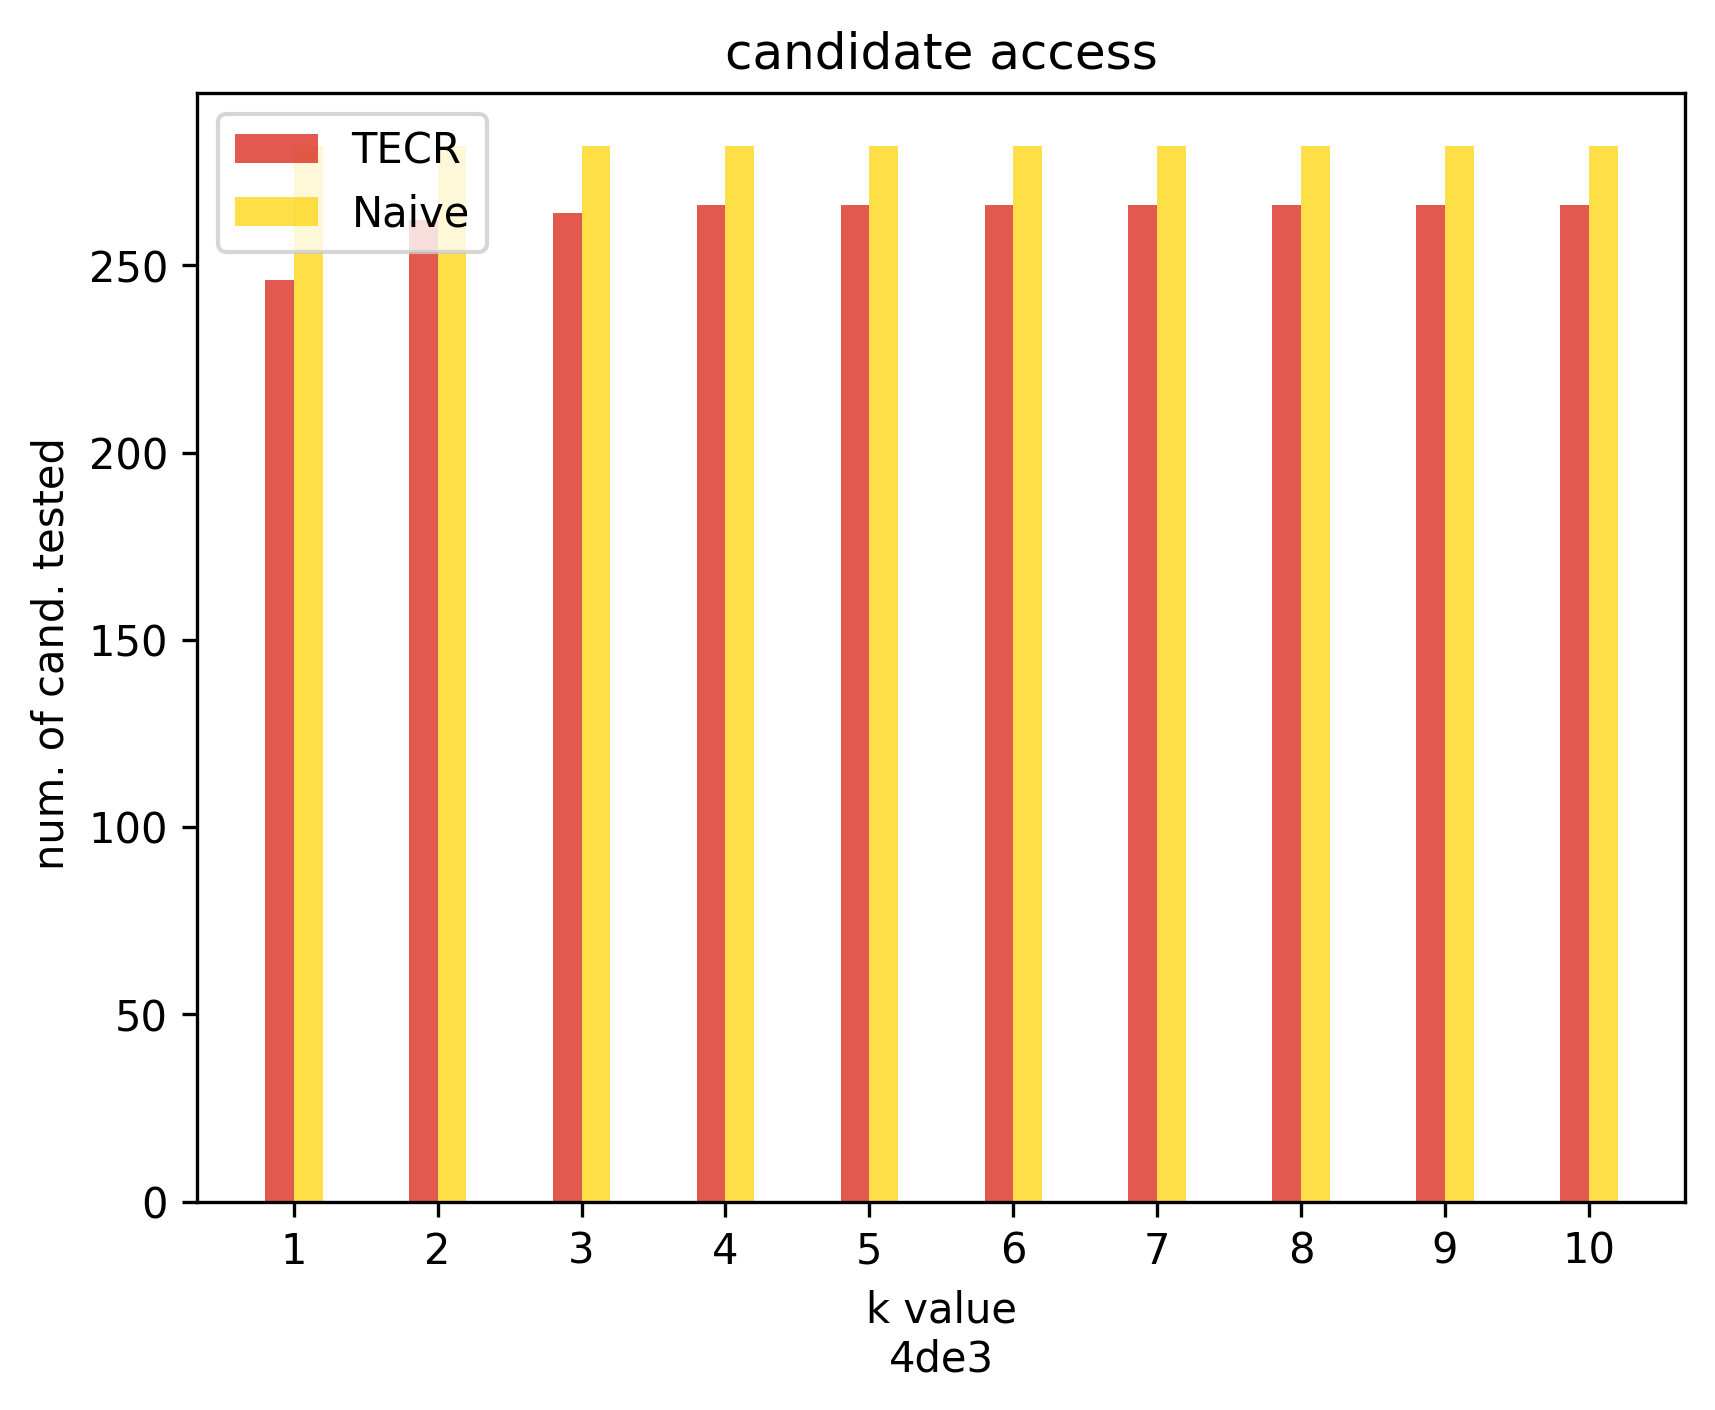 candidate access
TECR
Naive
num. of cand. tested
250
200
150
100
50
0
1 2 3 4 5 6 7 8 9 10
k value
4de3